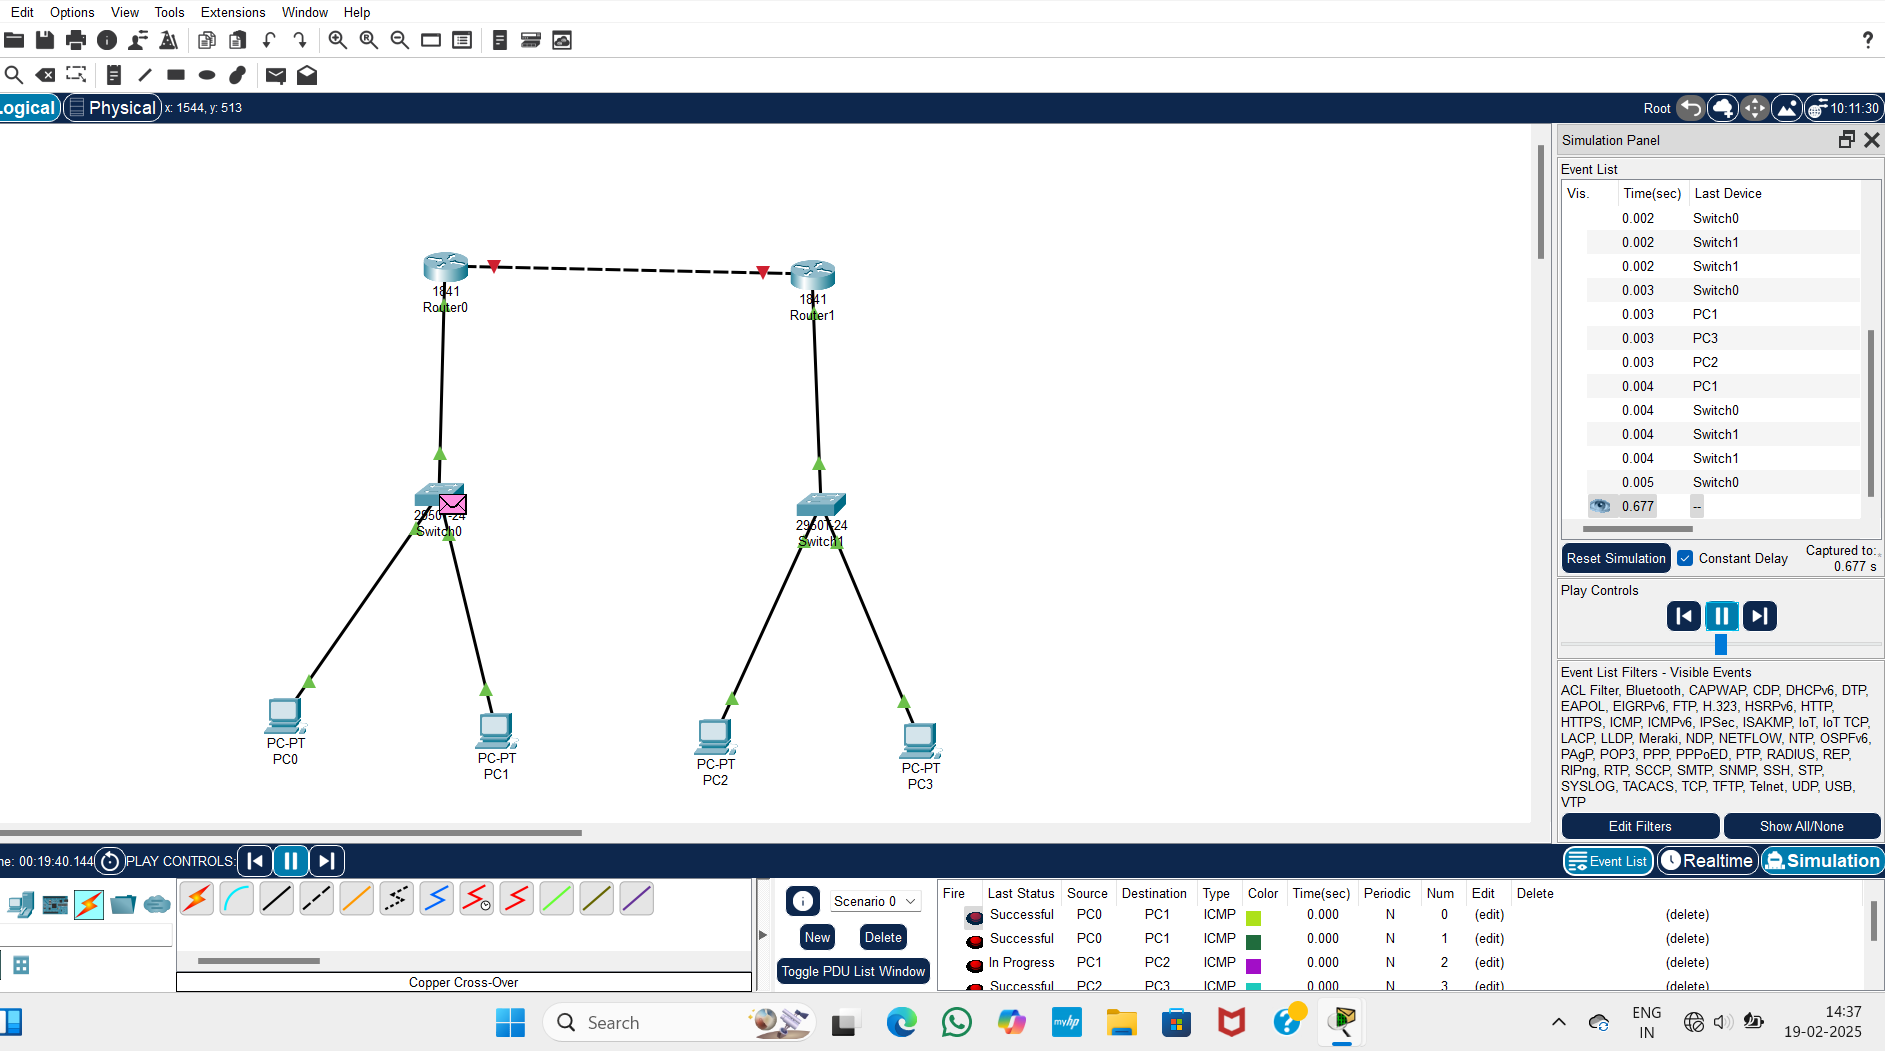 Edit Options View Tools Extensions Window Help
?
Logical Physical x: 1544, y: 513 Root 10:11:30
1841
Router0
1841
Router1
2950T-24
Switch0
2950T-24
Switch1
PC-PT
PC0
PC-PT
PC1
PC-PT
PC2
PC-PT
PC3
Simulation Panel
Event List
Vis. Time(sec) Last Device
0.002 Switch0
0.002 Switch1
0.002 Switch1
0.003 Switch0
0.003 PC1
0.003 PC3
0.003 PC2
0.004 PC1
0.004 Switch0
0.004 Switch1
0.004 Switch1
0.005 Switch0
0.677 --
Reset Simulation Constant Delay Captured to:*
0.677 s
Play Controls
Event List Filters - Visible Events
ACL Filter, Bluetooth, CAPWAP, CDP, DHCPv6, DTP,
EAPOL, EIGRPv6, FTP, H.323, HSRPv6, HTTP,
HTTPS, ICMP, ICMPv6, IPSec, ISAKMP, IoT, IoT TCP,
LACP, LLDP, Meraki, NDP, NETFLOW, NTP, OSPFv6,
PAgP, POP3, PPP, PPPoED, PTP, RADIUS, REP,
RIPng, RTP, SCCP, SMTP, SNMP, SSH, STP,
SYSLOG, TACACS, TCP, TFTP, Telnet, UDP, USB,
VTP
Edit Filters Show All/None
ne: 00:19:40.144 PLAY CONTROLS: Event List Realtime Simulation
Copper Cross-Over
Scenario 0
New Delete
Toggle PDU List Window
Fire Last Status Source Destination Type Color Time(sec) Periodic Num Edit Delete
Successful PC0 PC1 ICMP 0.000 N 0 (edit) (delete)
Successful PC0 PC1 ICMP 0.000 N 1 (edit) (delete)
In Progress PC1 PC2 ICMP 0.000 N 2 (edit) (delete)
Successful PC2 PC3 ICMP 0.000 N 3 (edit) (delete)
Search
myhp
?
ENG
IN
14:37
19-02-2025